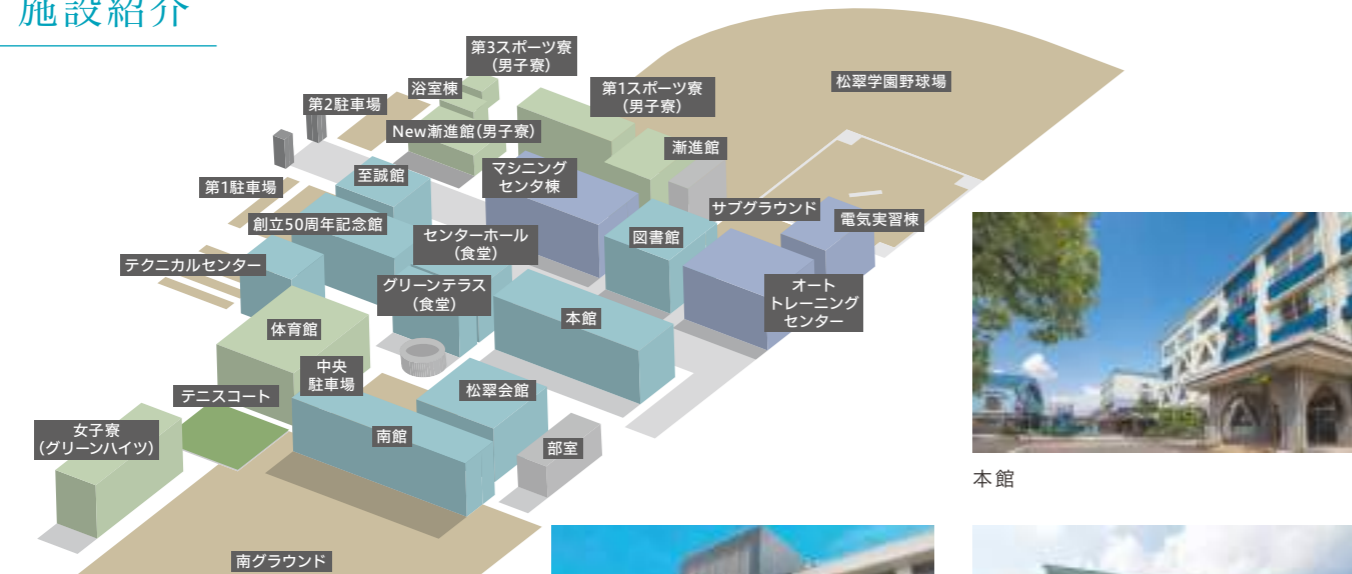 施設紹介
第3スポーツ寮
(男子寮)
浴室棟
第2駐車場
第1スポーツ寮
(男子寮)
松翠学園野球場
New漸進館(男子寮)
漸進館
至誠館
マシニング
センタ棟
第1駐車場
サブグラウンド
電気実習棟
創立50周年記念館
センターホール
(食堂)
図書館
テクニカルセンター
グリーンテラス
(食堂)
オート
トレーニング
センター
体育館
本館
中央
駐車場
テニスコート
松翠会館
女子寮
(グリーンハイツ)
南館
部室
南グラウンド
本館